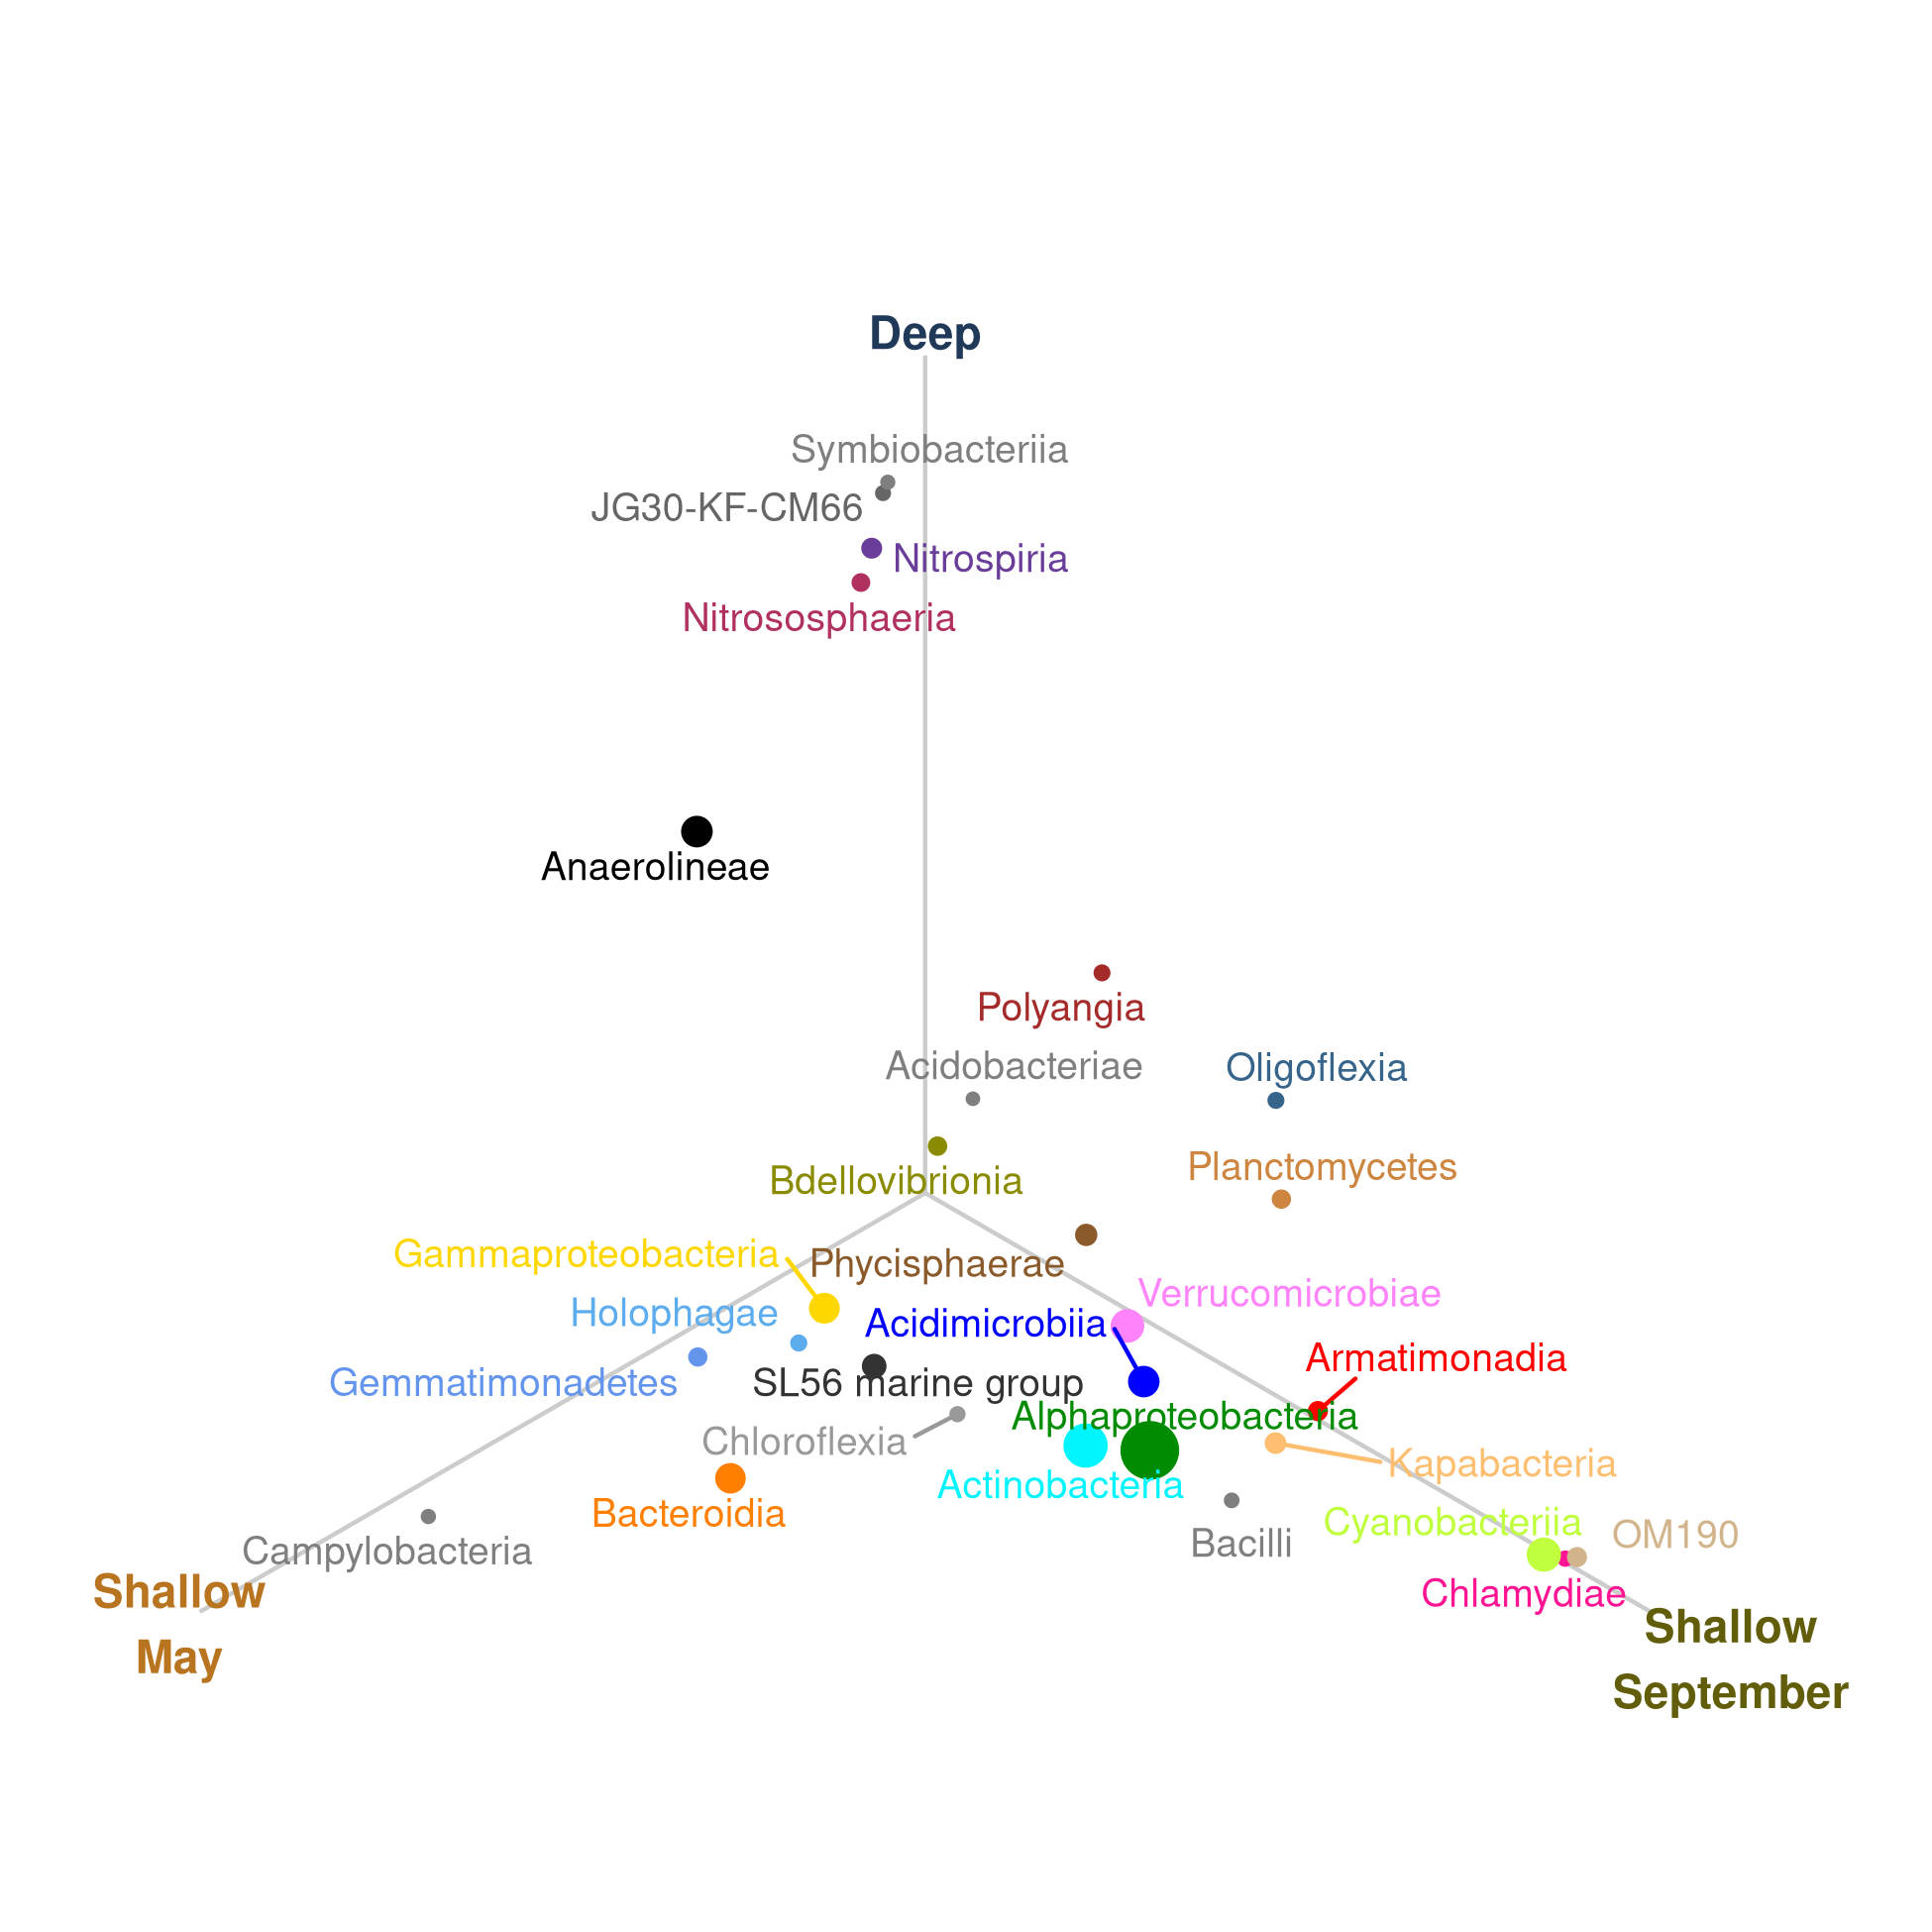 Deep
Symbiobacteriia
JG30-KF-CM66
Nitrospiria
Nitrososphaeria
Anaerolineae
Polyangia
Acidobacteriae
Oligoflexia
Planctomycetes
Bdellovibrionia
Gammaproteobacteria
Phycisphaerae
Verrucomicrobiae
Holophagae
Acidimicrobiia
Armatimonadia
Gemmatimonadetes
SL56 marine group
Alphaproteobacteria
Chloroflexia
Kapabacteria
Actinobacteria
Bacteroidia
Cyanobacteriia
OM190
Bacilli
Campylobacteria
Chlamydiae
Shallow
May
Shallow
September